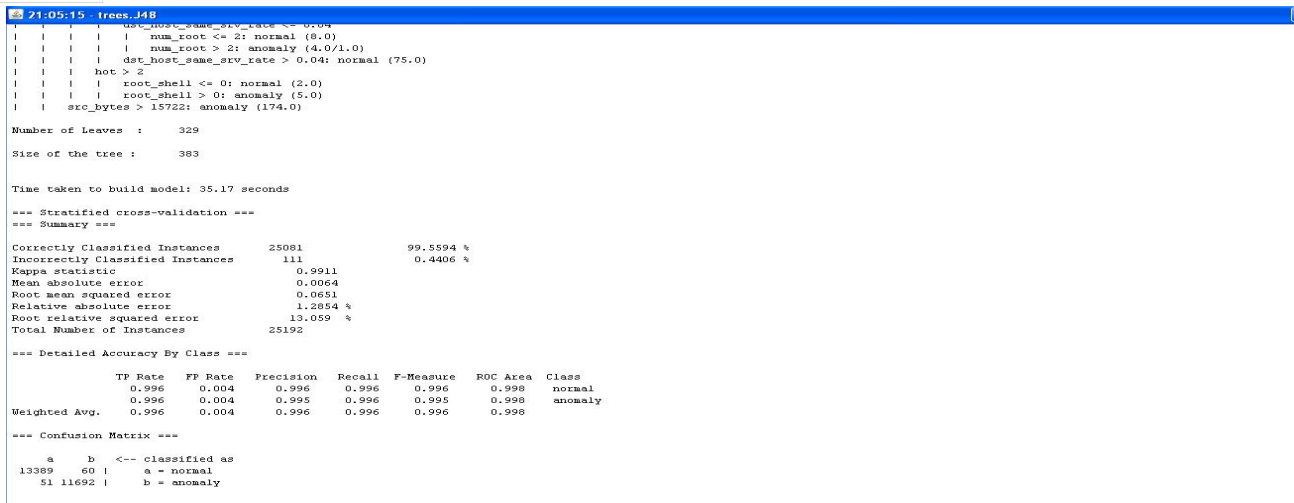 21:05:15 - trees.J48
| | | | dst_host_same_srv_rate <= 0.04
| | | | | num_root <= 2: normal (8.0)
| | | | | num_root > 2: anomaly (4.0/1.0)
| | | | dst_host_same_srv_rate > 0.04: normal (75.0)
| | | hot > 2
| | | | root_shell <= 0: normal (2.0)
| | | | root_shell > 0: anomaly (5.0)
| | src_bytes > 15722: anomaly (174.0)
Number of Leaves : 329
Size of the tree : 383
Time taken to build model: 35.17 seconds
=== Stratified cross-validation ===
=== Summary ===
Correctly Classified Instances 25081 99.5594 %
Incorrectly Classified Instances 111 0.4406 %
Kappa statistic 0.9911
Mean absolute error 0.0064
Root mean squared error 0.0651
Relative absolute error 1.2854 %
Root relative squared error 13.059 %
Total Number of Instances 25192
=== Detailed Accuracy By Class ===
TP Rate FP Rate Precision Recall F-Measure ROC Area Class
0.996 0.004 0.996 0.996 0.996 0.998 normal
0.996 0.004 0.995 0.996 0.995 0.998 anomaly
Weighted Avg. 0.996 0.004 0.996 0.996 0.996 0.998
=== Confusion Matrix ===
a b <-- classified as
13389 60 | a = normal
51 11692 | b = anomaly